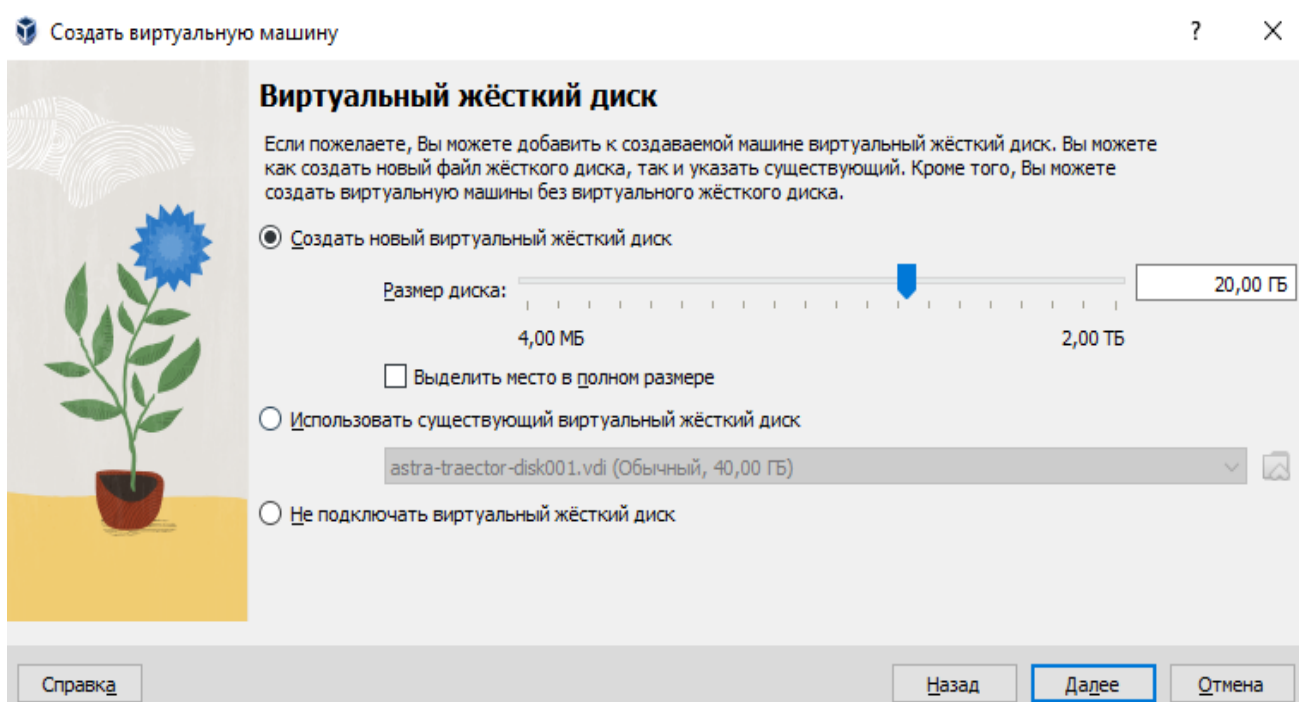 Создать виртуальную машину
?
Виртуальный жёсткий диск
Если пожелаете, Вы можете добавить к создаваемой машине виртуальный жёсткий диск. Вы можете
как создать новый файл жёсткого диска, так и указать существующий. Кроме того, Вы можете
создать виртуальную машины без виртуального жёсткого диска.
Создать новый виртуальный жёсткий диск
Размер диска:
20,00 ГБ
4,00 МБ
2,00 ТБ
Выделить место в полном размере
Использовать существующий виртуальный жёсткий диск
astra-traector-disk001.vdi (Обычный, 40,00 ГБ)
Не подключать виртуальный жёсткий диск
Справка
Назад
Далее
Отмена